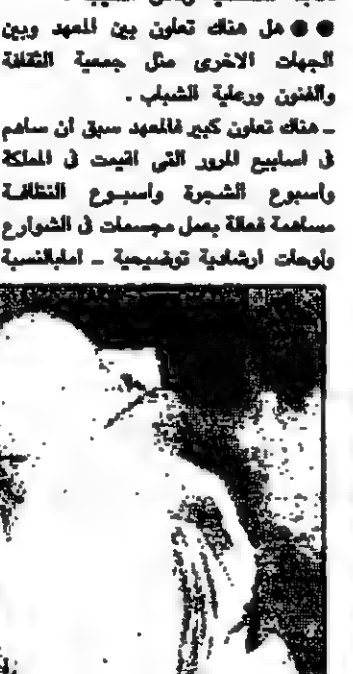 ●● هل هناك تعاون بين المعهد وبين
الجهات الاخرى مثل جمعية الثقافة
والفنون ورعاية الشباب .
ـ هناك تعاون كبير فالمعهد سبق ان ساهم
في اسابيع المرور التي اقيمت في المملكة
واسبوع الشجرة واسبوع النظافة
مساهمة فعالة بعمل مجسمات في الشوارع
ولوحات ارشادية توضيحية ـ امابالنسبة